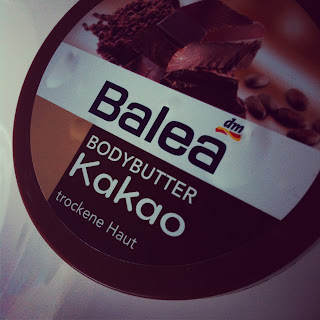 dm
Balea
BODYBUTTER
Kakao
trockene Haut